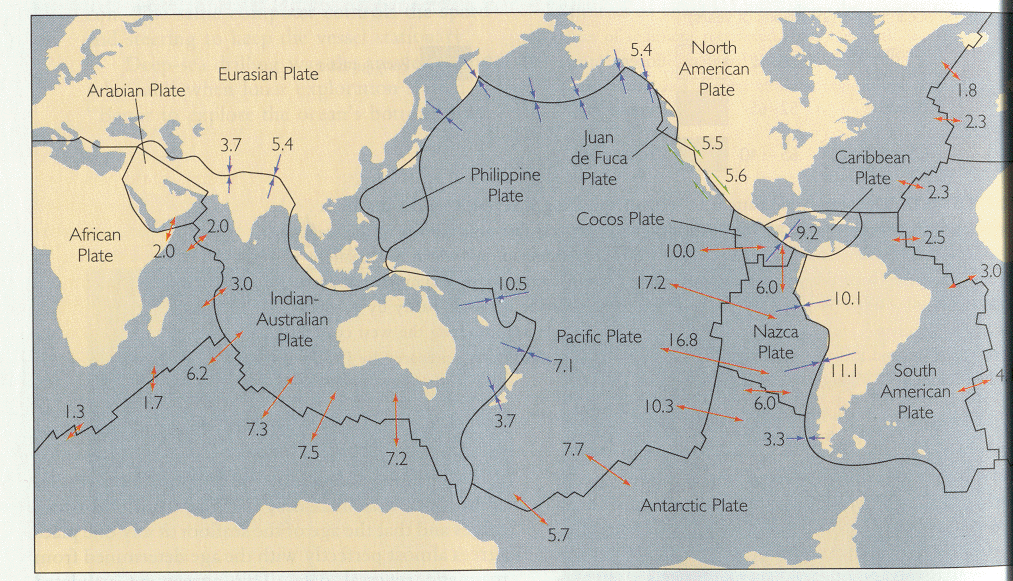 Eurasian Plate
Arabian Plate
North
American
Plate
5.4
1.8
2.3
3.7
5.4
Juan
de Fuca
Plate
5.5
5.6
Caribbean
Plate
Philippine
Plate
2.3
Cocos Plate
African
Plate
2.0
2.0
9.2
10.0
2.5
3.0
3.0
Indian-
Australian
Plate
10.5
17.2
6.0
10.1
Pacific Plate
16.8
Nazca
Plate
7.1
11.1
South
American
Plate
4
6.2
1.7
1.3
7.3
7.5
7.2
3.7
10.3
6.0
3.3
7.7
Antarctic Plate
5.7